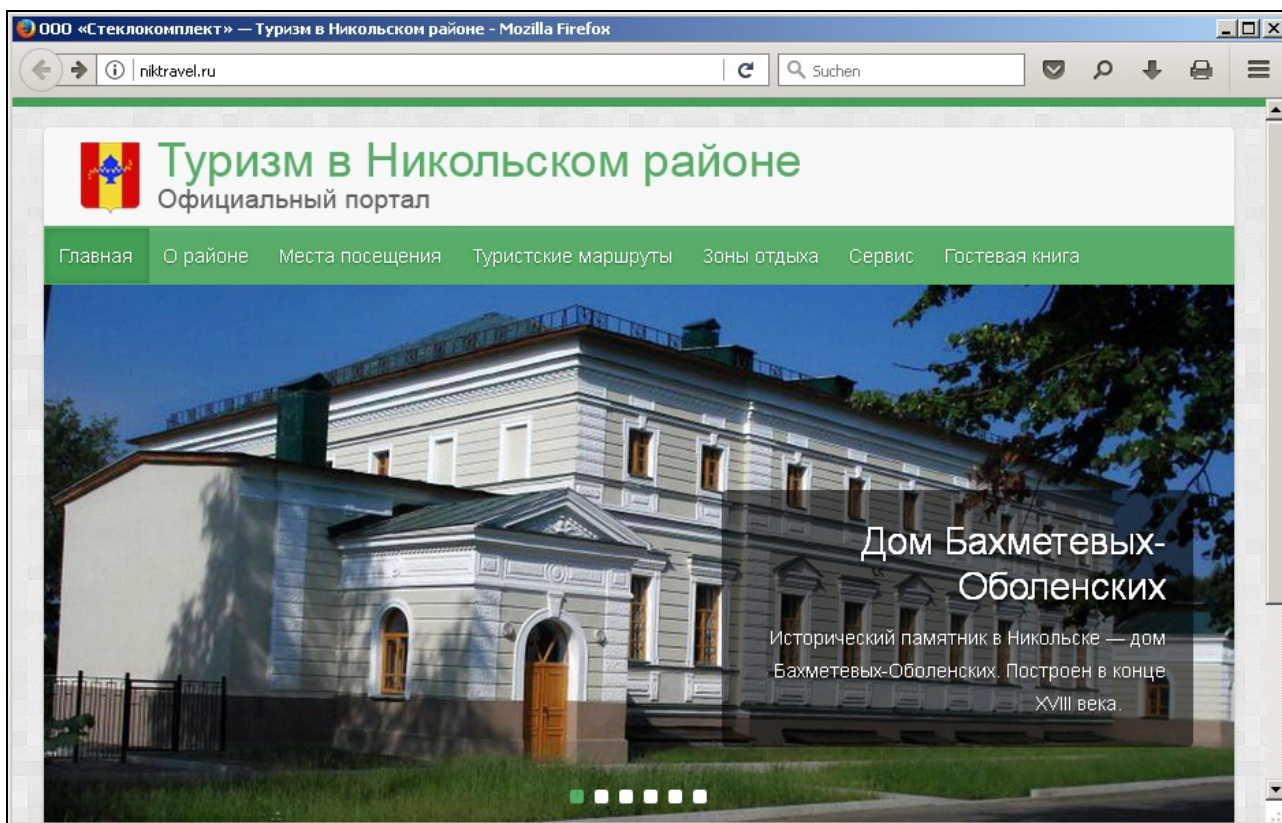 ООО «Стеклокомплект» — Туризм в Никольском районе - Mozilla Firefox
niktravel.ru
Suchen
Туризм в Никольском районе
Официальный портал
Главная О районе Места посещения Туристские маршруты Зоны отдыха Сервис Гостевая книга
Дом Бахметевых-
Оболенских
Исторический памятник в Никольске — дом
Бахметевых-Оболенских. Построен в конце
XVIII века.